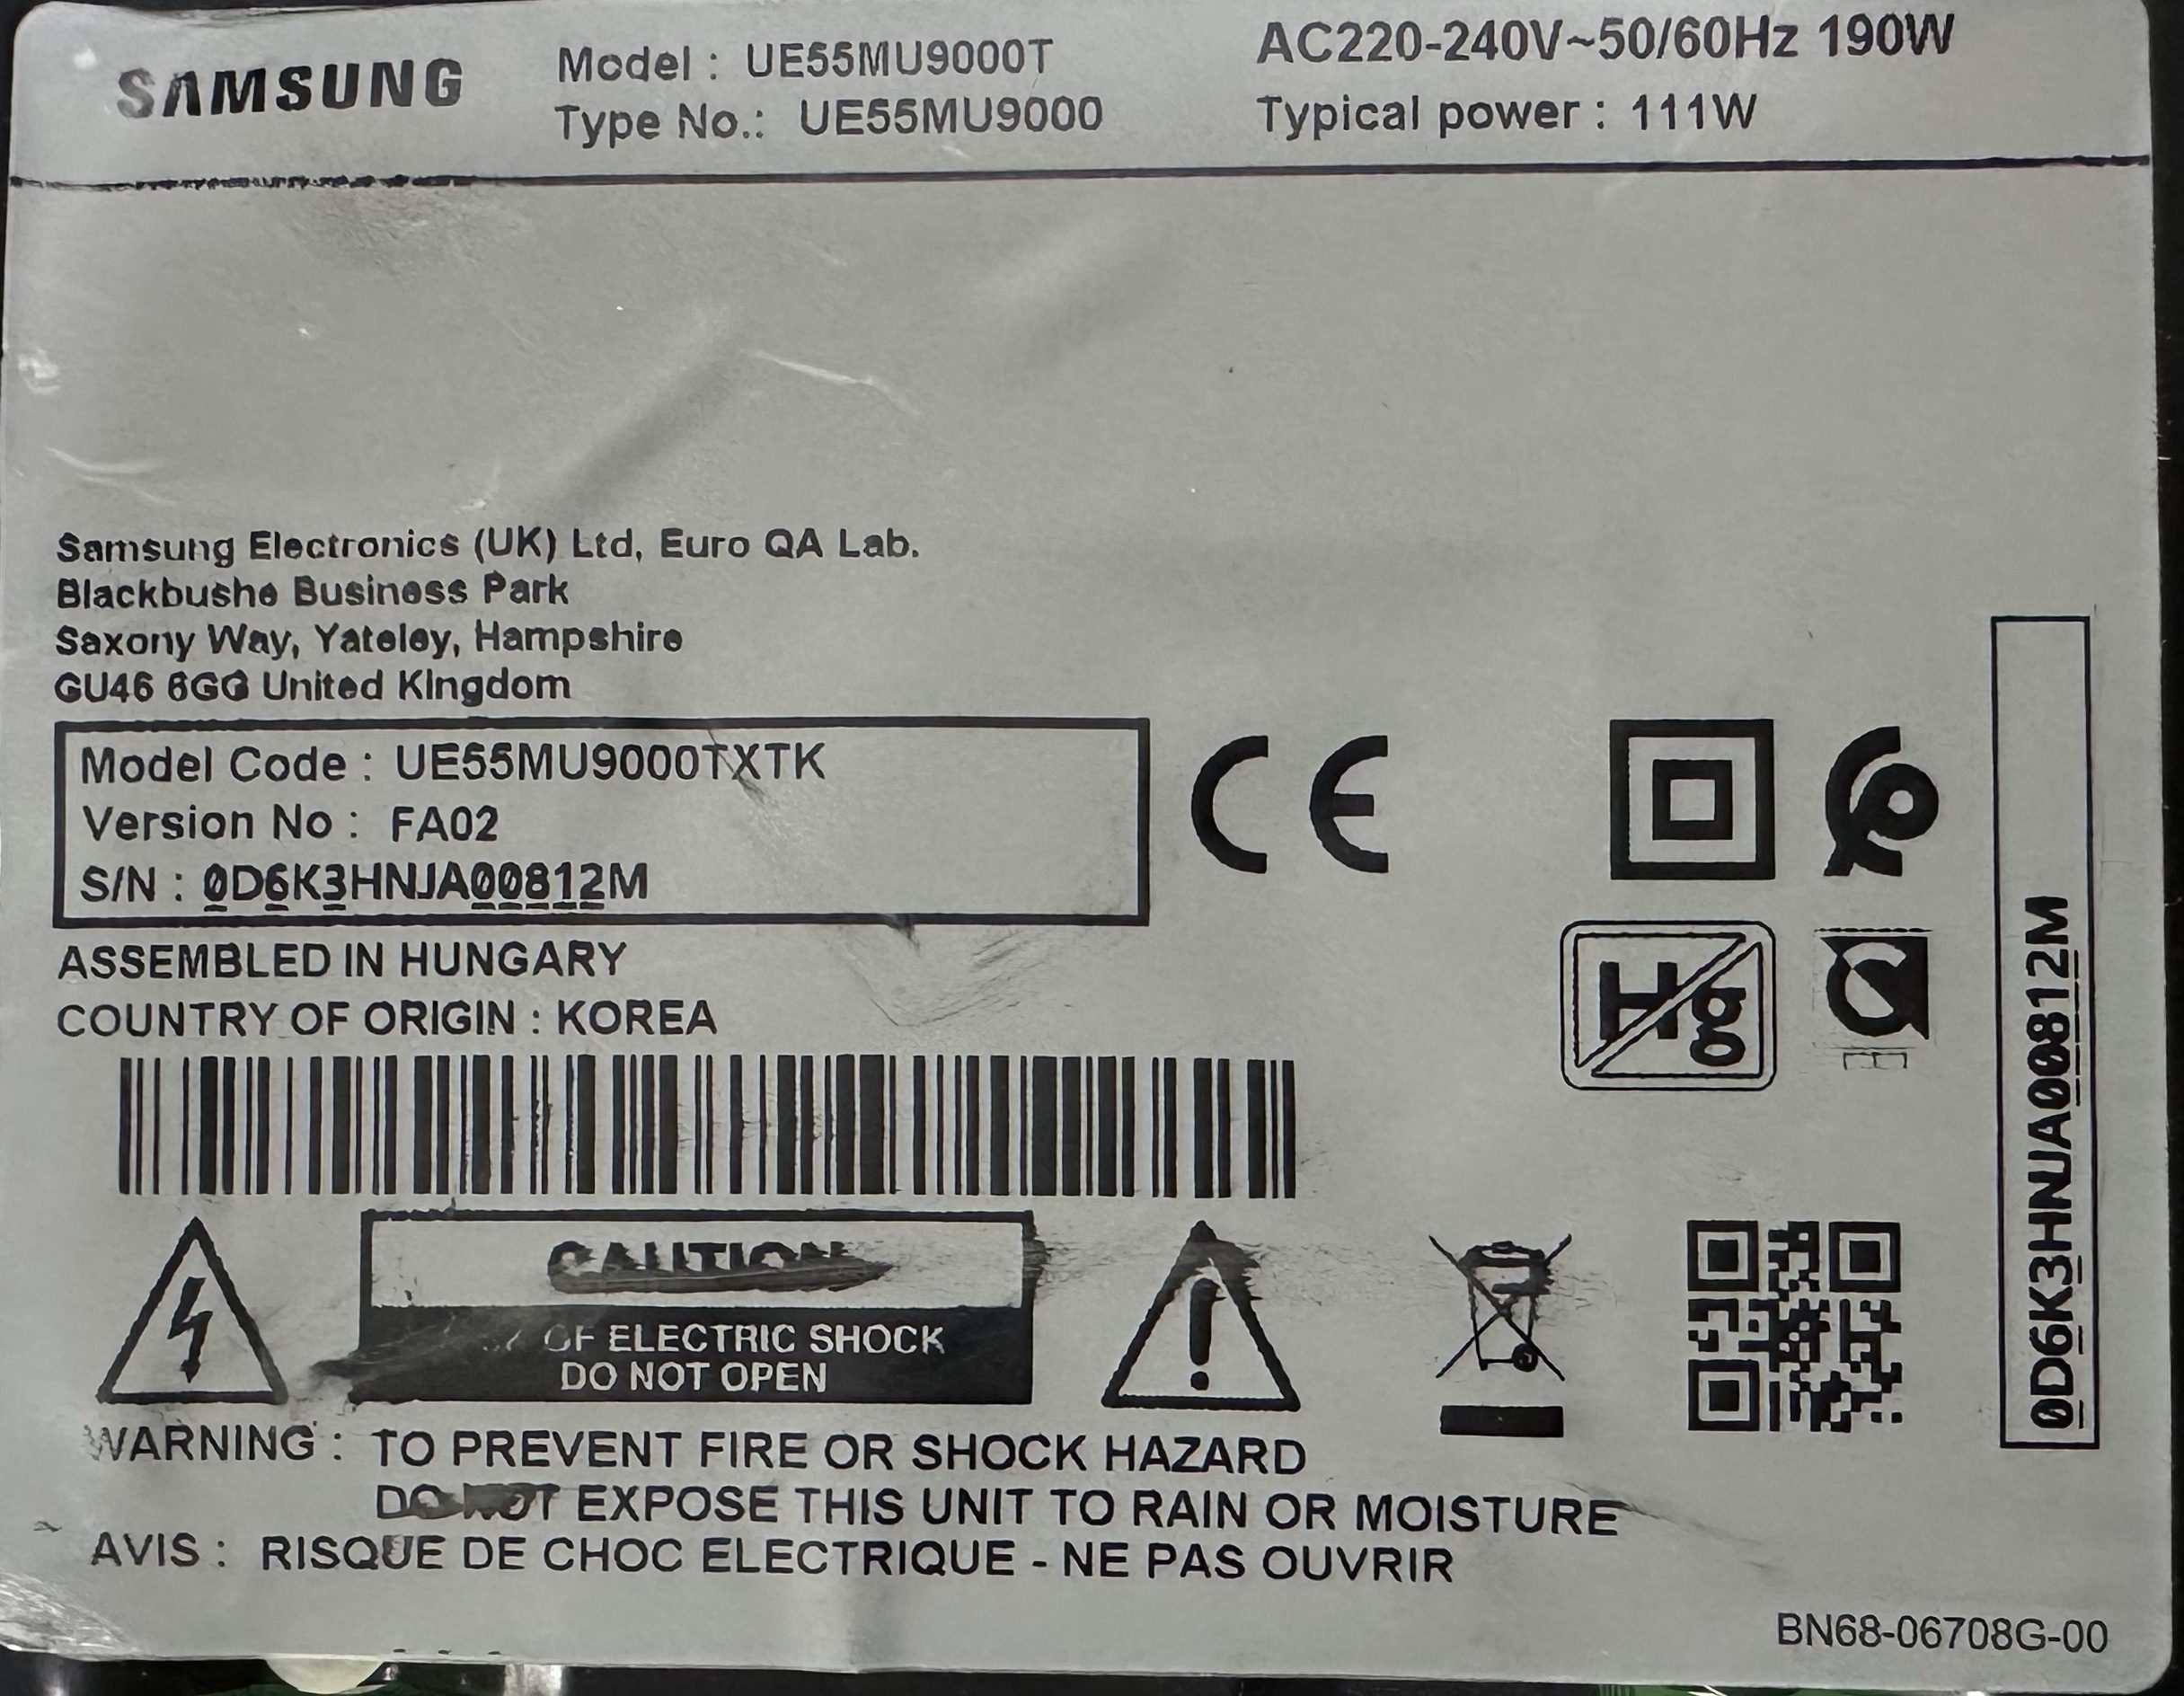 SAMSUNG
Model : UE55MU9000T
Type No.: UE55MU9000
AC220-240V~50/60Hz 190W
Typical power : 111W
Samsung Electronics (UK) Ltd, Euro QA Lab.
Blackbushe Business Park
Saxony Way, Yateley, Hampshire
GU46 6GG United Kingdom
Model Code : UE55MU9000TXTK
Version No : FA02
S/N : 0D6K3HNJA00812M
CE
Hg
ASSEMBLED IN HUNGARY
COUNTRY OF ORIGIN : KOREA
0D6K3HNJA00812M
CAUTION
OF ELECTRIC SHOCK
DO NOT OPEN
WARNING : TO PREVENT FIRE OR SHOCK HAZARD
DO NOT EXPOSE THIS UNIT TO RAIN OR MOISTURE
AVIS : RISQUE DE CHOC ELECTRIQUE - NE PAS OUVRIR
BN68-06708G-00